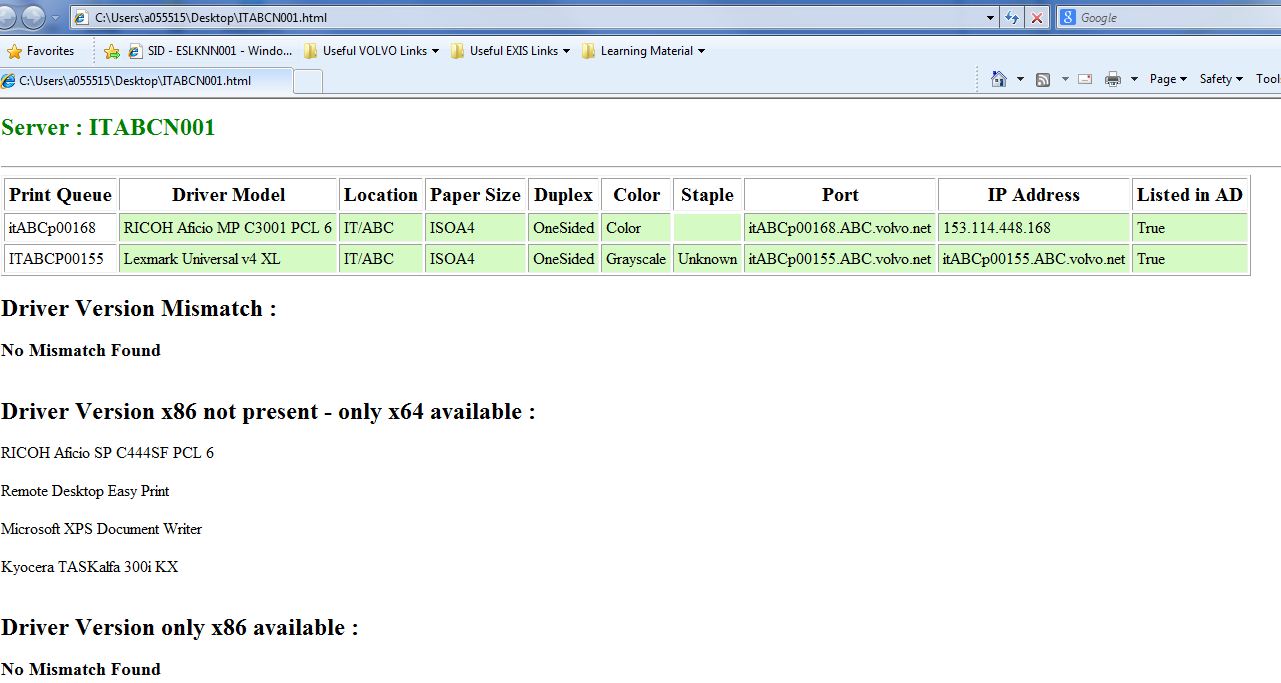 C:\Users\a055515\Desktop\ITABCN001.html Google
Favorites SID - ESLKNN001 - Windo... Useful VOLVO Links Useful EXIS Links Learning Material
C:\Users\a055515\Desktop\ITABCN001.html Page Safety Tool
Server : ITABCN001
Print Queue Driver Model Location Paper Size Duplex Color Staple Port IP Address Listed in AD
itABCp00168 RICOH Aficio MP C3001 PCL 6 IT/ABC ISOA4 OneSided Color itABCp00168.ABC.volvo.net 153.114.448.168 True
ITABCP00155 Lexmark Universal v4 XL IT/ABC ISOA4 OneSided Grayscale Unknown itABCp00155.ABC.volvo.net itABCp00155.ABC.volvo.net True
Driver Version Mismatch :
No Mismatch Found
Driver Version x86 not present - only x64 available :
RICOH Aficio SP C444SF PCL 6
Remote Desktop Easy Print
Microsoft XPS Document Writer
Kyocera TASKalfa 300i KX
Driver Version only x86 available :
No Mismatch Found